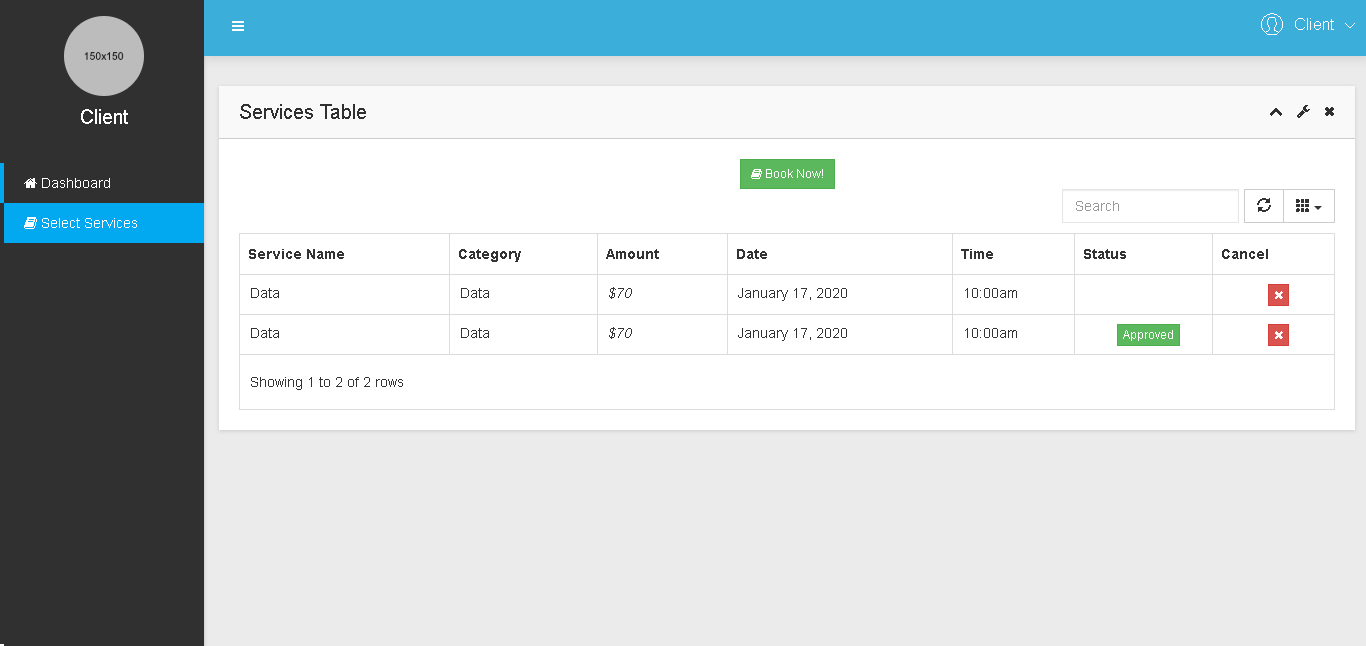 150x150
Client
Dashboard
Select Services
Client
Services Table
Book Now!
Search
Service Name Category Amount Date Time Status Cancel
Data Data $70 January 17, 2020 10:00am
Data Data $70 January 17, 2020 10:00am Approved
Showing 1 to 2 of 2 rows